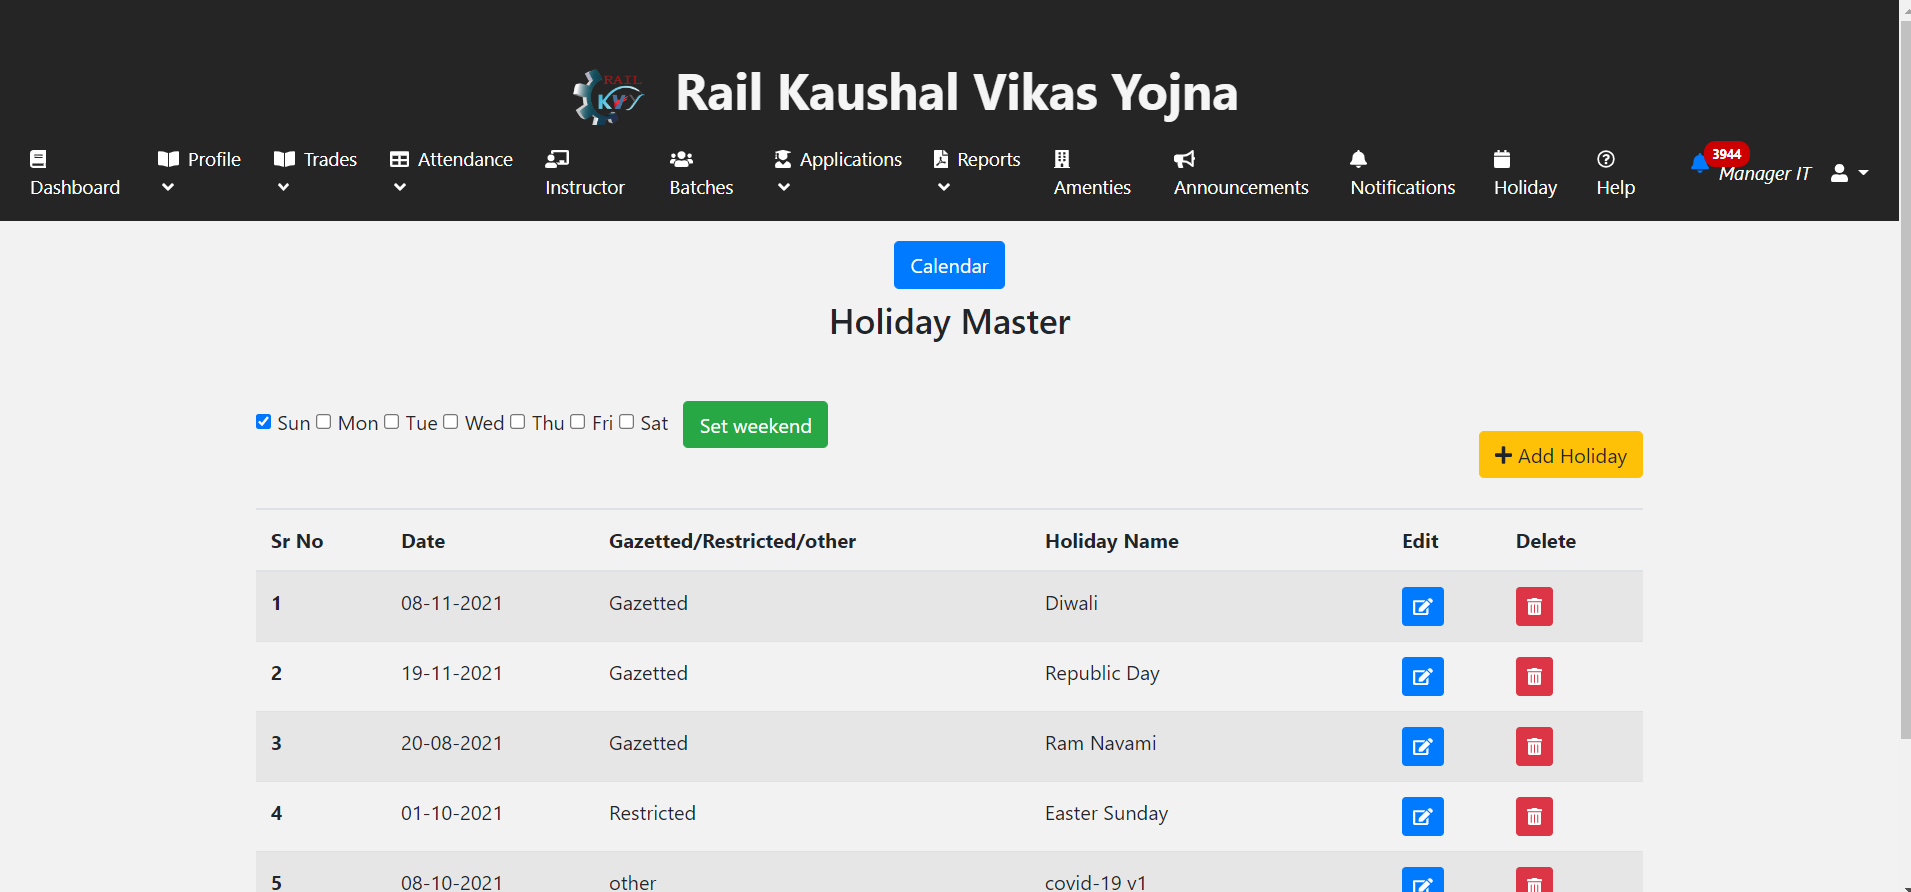 RAIL
KVY
Rail Kaushal Vikas Yojna
Dashboard
Profile
Trades
Attendance
Instructor
Batches
Applications
Reports
Amenties
Announcements
Notifications
Holiday
Help
3944
Manager IT
Calendar
Holiday Master
Sun Mon Tue Wed Thu Fri Sat Set weekend
Add Holiday
Sr No Date Gazetted/Restricted/other Holiday Name Edit Delete
1 08-11-2021 Gazetted Diwali
2 19-11-2021 Gazetted Republic Day
3 20-08-2021 Gazetted Ram Navami
4 01-10-2021 Restricted Easter Sunday
5 08-10-2021 other covid-19 v1